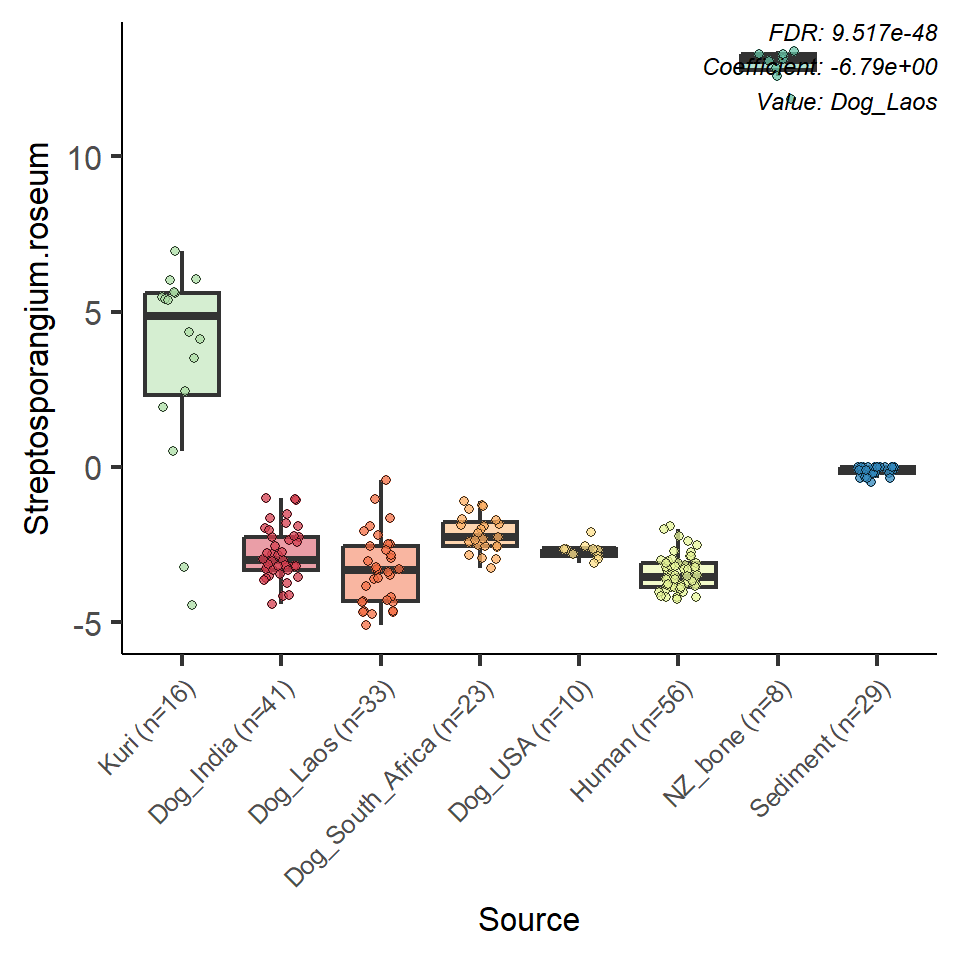 FDR: 9.517e-48
Coefficient: -6.79e+00
Value: Dog_Laos
Streptosporangium.roseum
10
5
0
-5
Kuri (n=16)
Dog_India (n=41)
Dog_Laos (n=33)
Dog_South_Africa (n=23)
Dog_USA (n=10)
Human (n=56)
NZ_bone (n=8)
Sediment (n=29)
Source